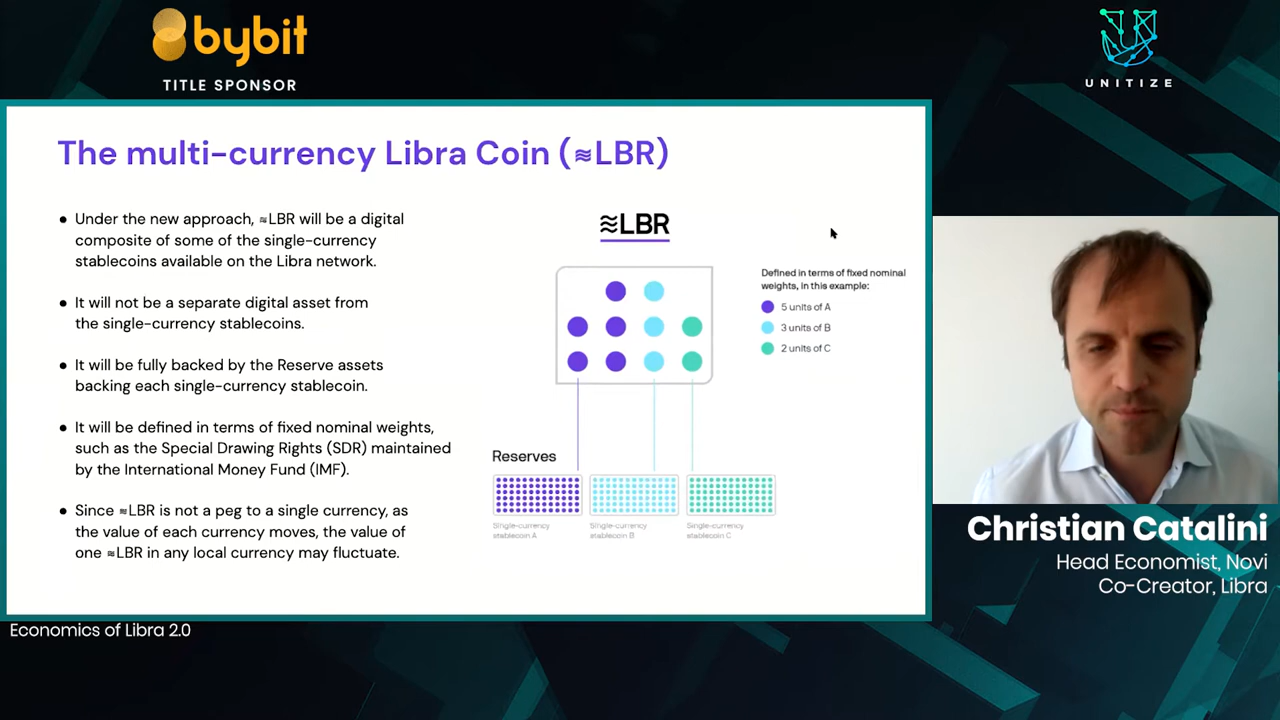 bybit
TITLE SPONSOR
UNITIZE
The multi-currency Libra Coin (≋LBR)
● Under the new approach, ≋LBR will be a digital
composite of some of the single-currency
stablecoins available on the Libra network.
● It will not be a separate digital asset from
the single-currency stablecoins.
● It will be fully backed by the Reserve assets
backing each single-currency stablecoin.
● It will be defined in terms of fixed nominal weights,
such as the Special Drawing Rights (SDR) maintained
by the International Money Fund (IMF).
● Since ≋LBR is not a peg to a single currency, as
the value of each currency moves, the value of
one ≋LBR in any local currency may fluctuate.
≋LBR
Defined in terms of fixed nominal
weights, in this example:
5 units of A
3 units of B
2 units of C
Reserves
Single-currency
stablecoin A
Single-currency
stablecoin B
Single-currency
stablecoin C
Christian Catalini
Head Economist, Novi
Co-Creator, Libra
Economics of Libra 2.0